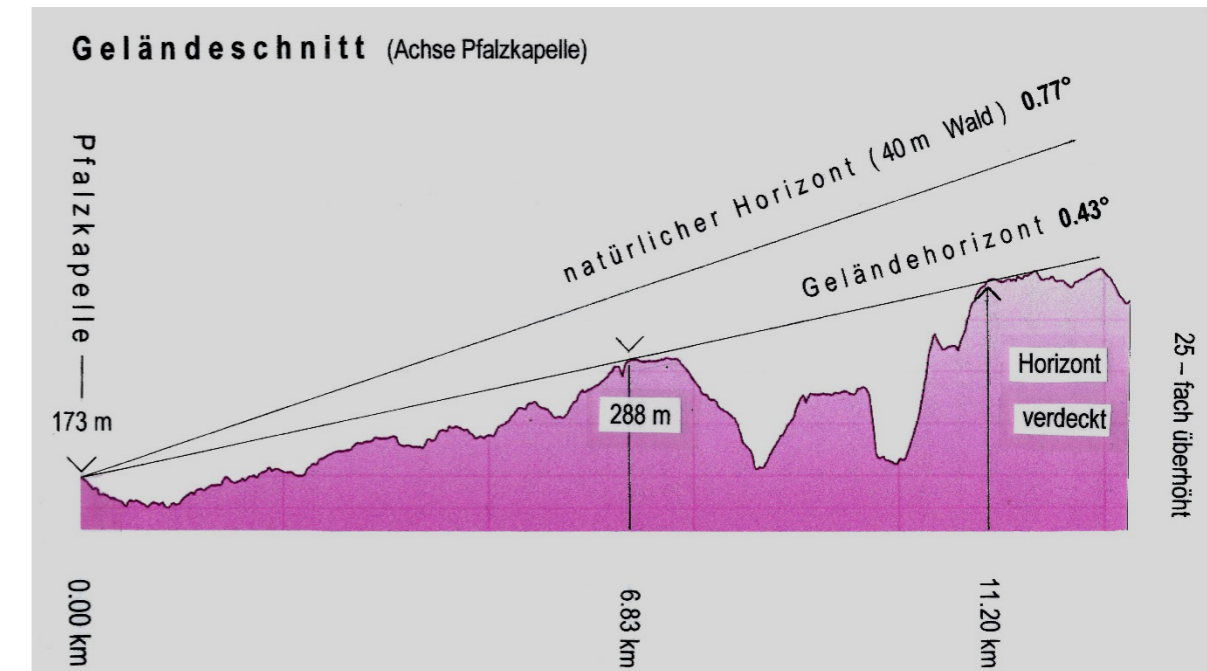 Geländeschnitt (Achse Pfalzkapelle)
Pfalzkapelle
173 m
natürlicher Horizont (40 m Wald) 0.77°
Geländehorizont 0.43°
288 m
Horizont
verdeckt
25 – fach überhöht
0.00 km
6.83 km
11.20 km